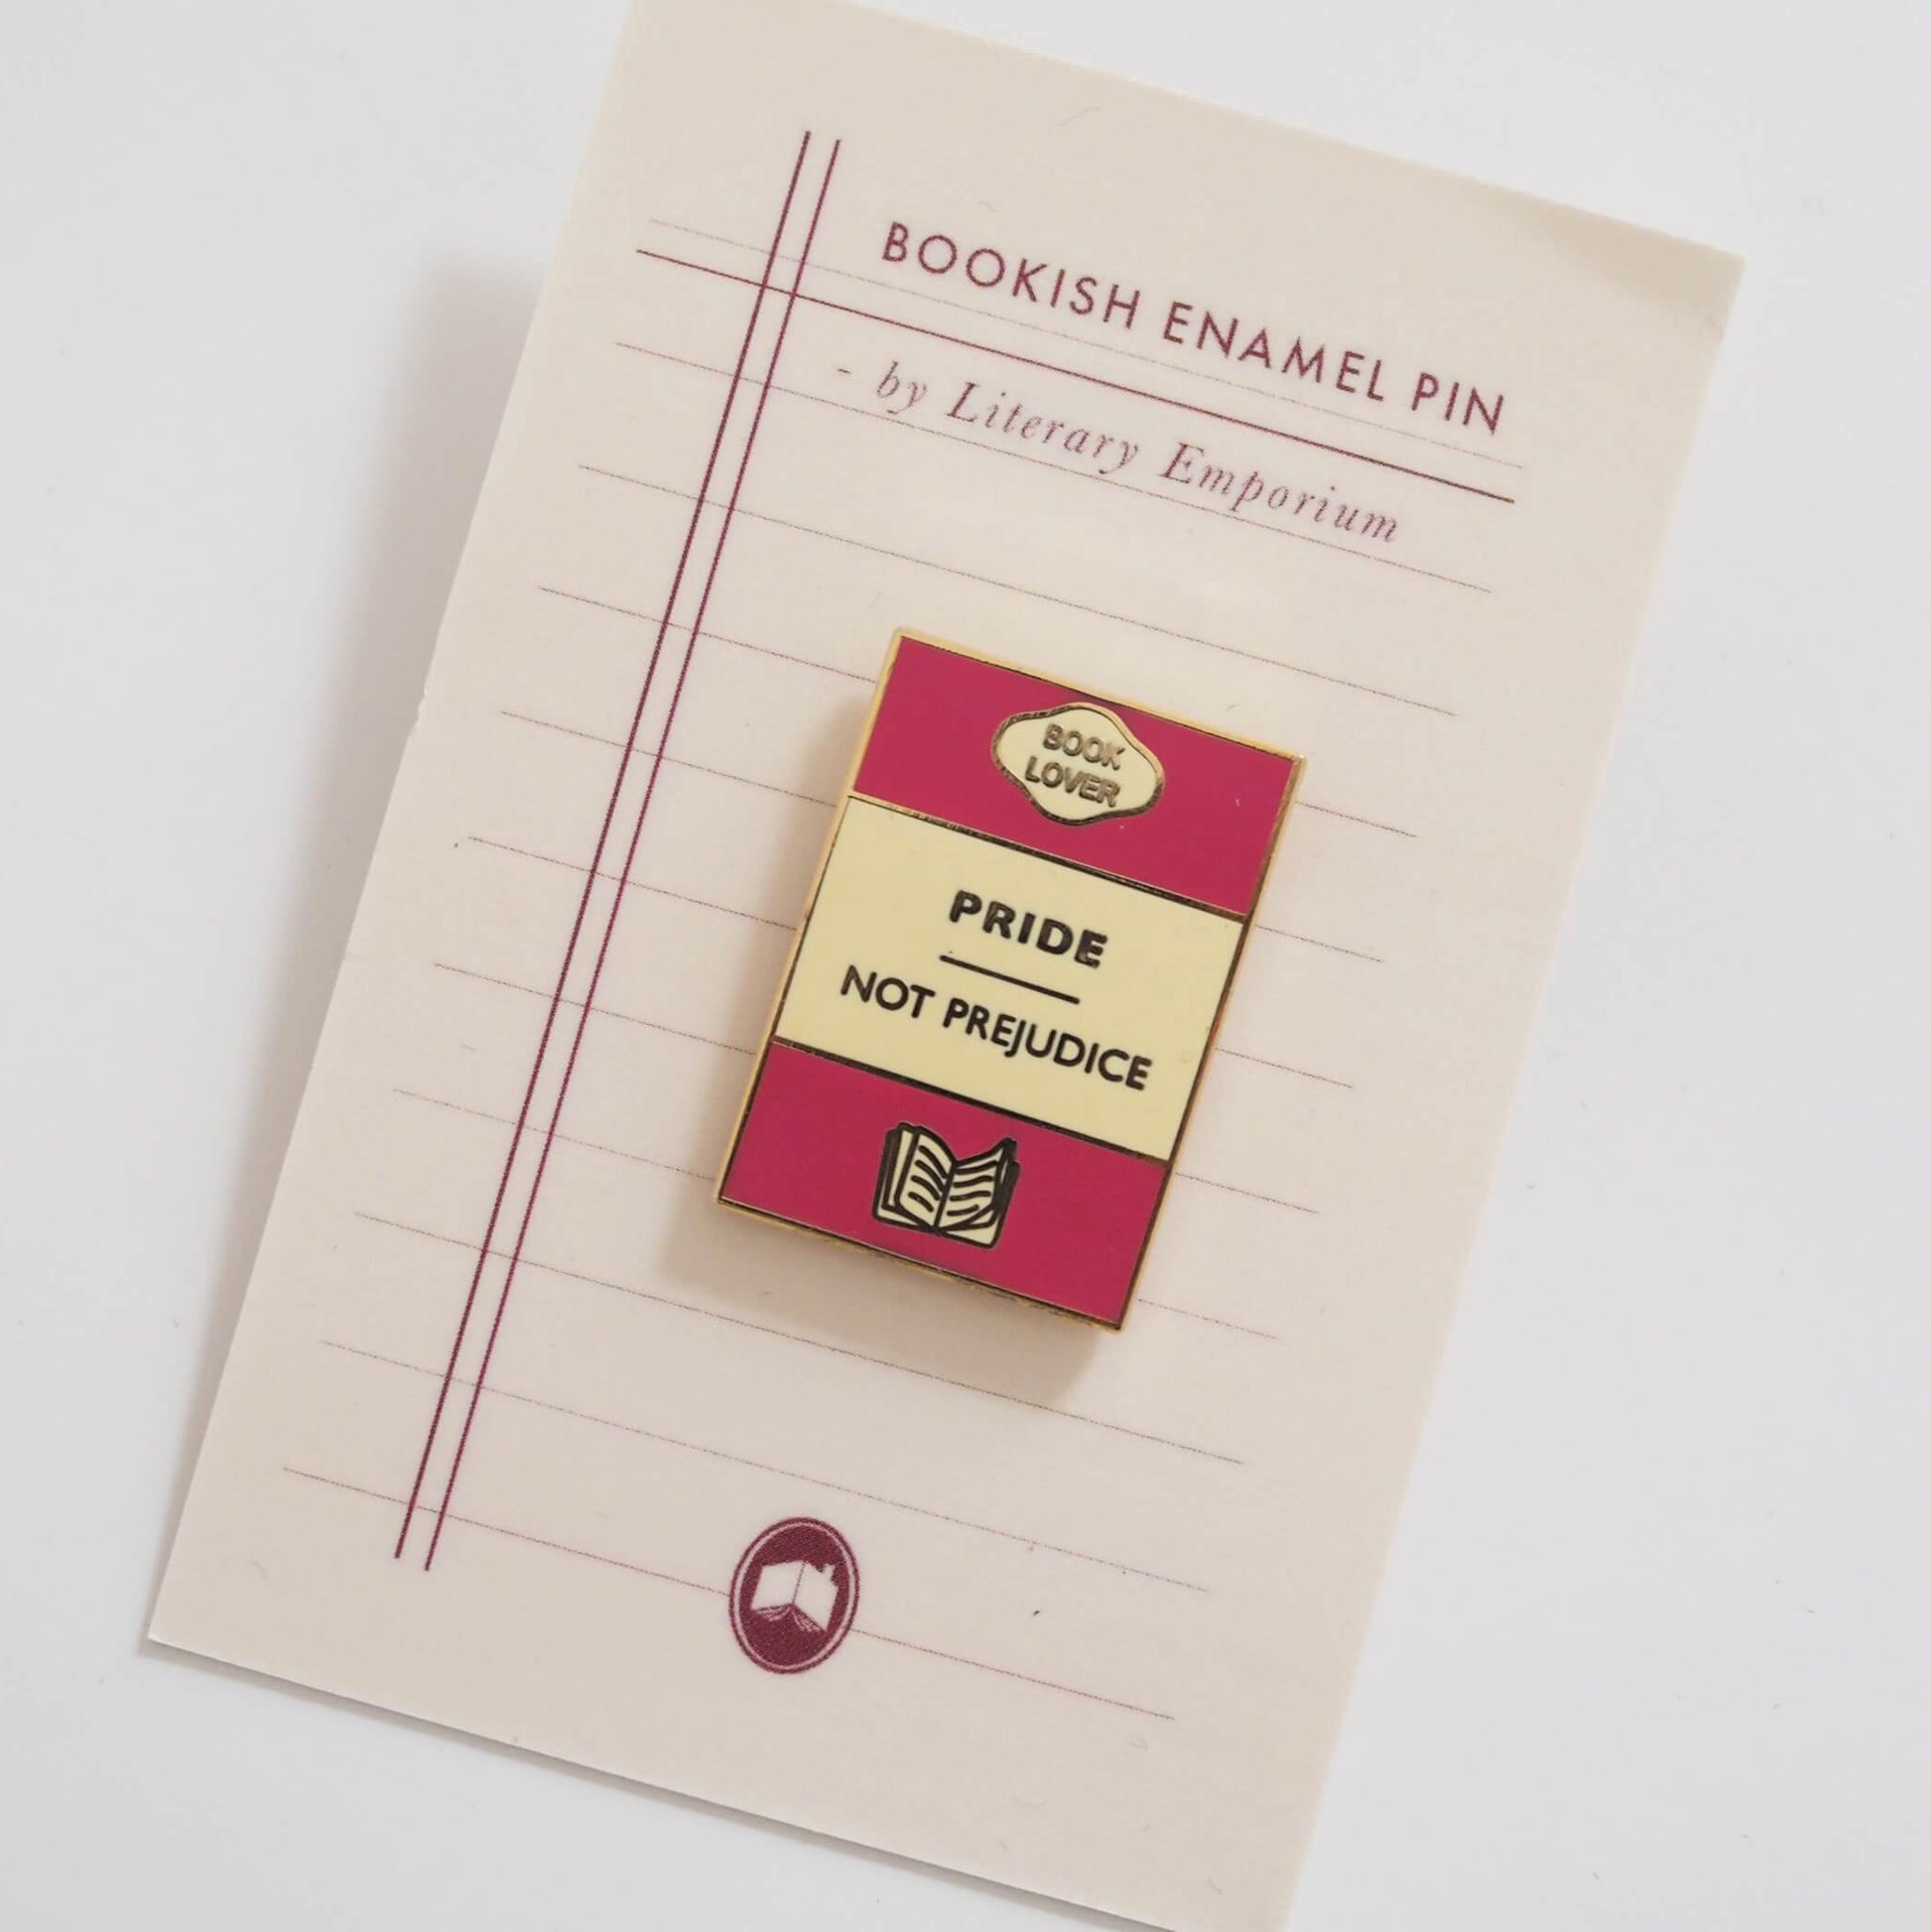 BOOKISH ENAMEL PIN
- by Literary Emporium
BOOK
LOVER
PRIDE
NOT PREJUDICE